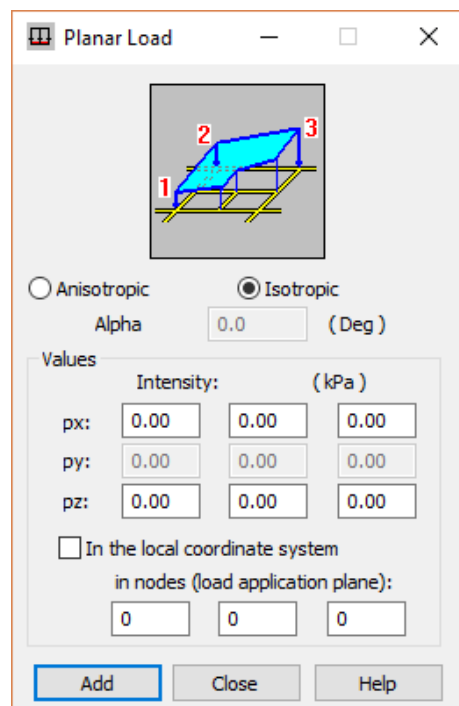 Planar Load
1 2 3
Anisotropic Isotropic
Alpha 0.0 ( Deg )
Values
Intensity: ( kPa )
px: 0.00 0.00 0.00
py: 0.00 0.00 0.00
pz: 0.00 0.00 0.00
In the local coordinate system
in nodes (load application plane):
0 0 0
Add Close Help